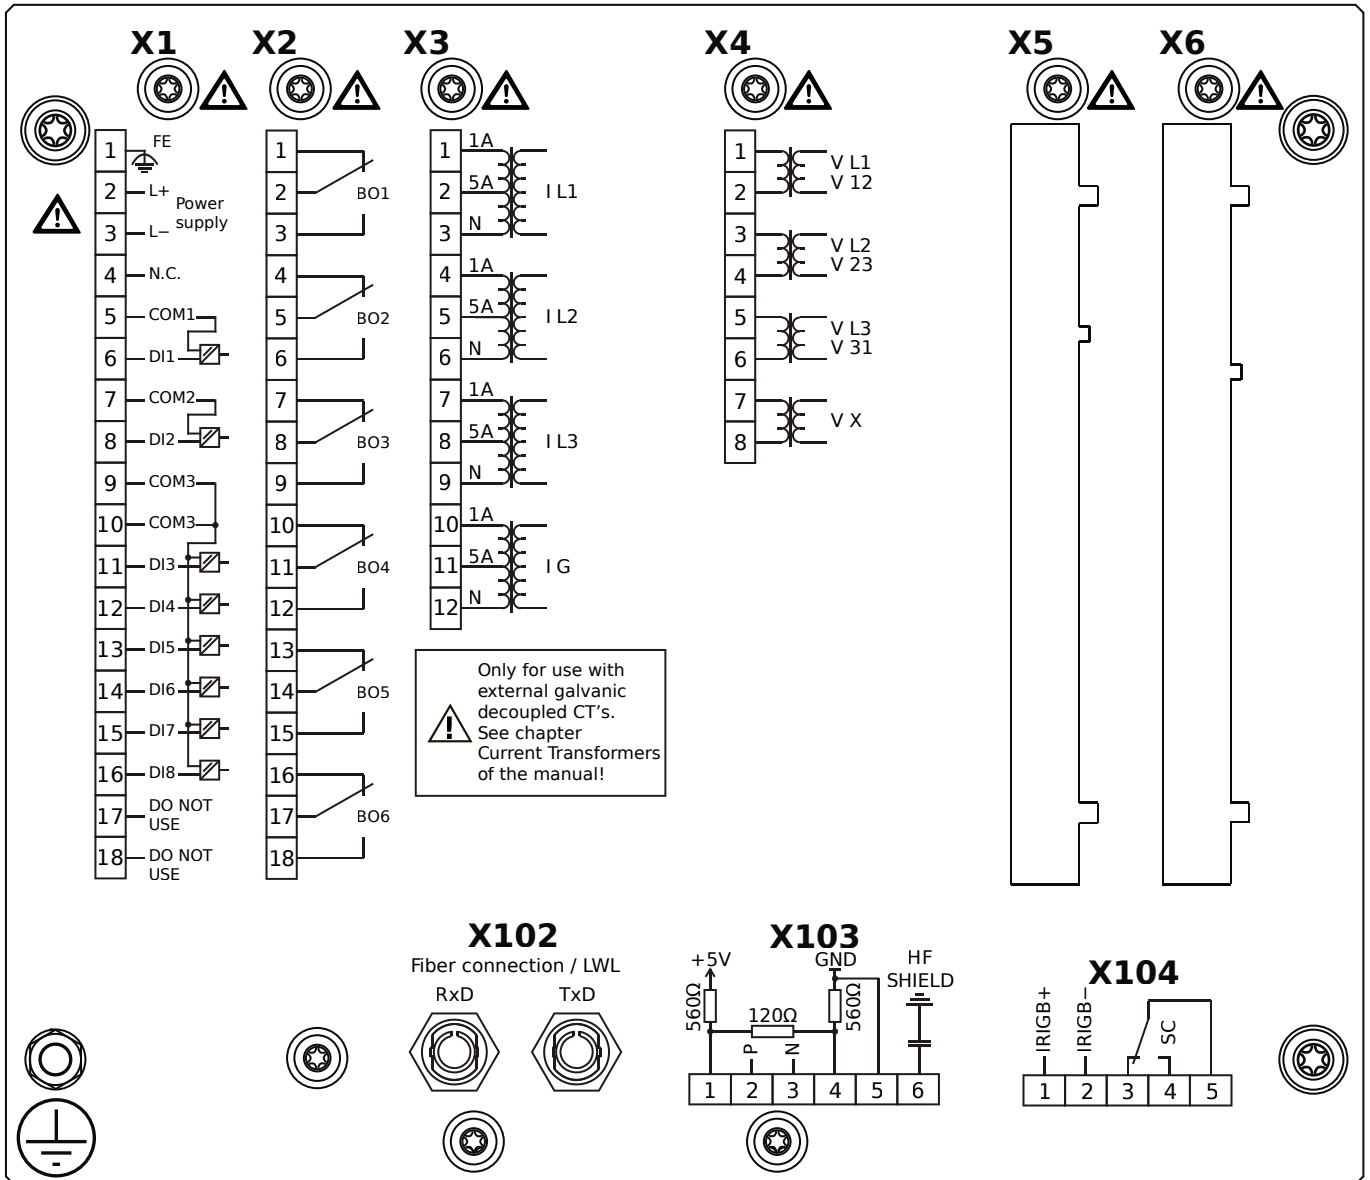 X1
X2
X3
X4
X5
X6
1 FE
2 L+
Power
supply
3 L−
4 N.C.
5 COM1
6 DI1
7 COM2
8 DI2
9 COM3
10 COM3
11 DI3
12 DI4
13 DI5
14 DI6
15 DI7
16 DI8
17 DO NOT
USE
18 DO NOT
USE
1
2 BO1
3
4
5 BO2
6
7
8 BO3
9
10
11 BO4
12
13
14 BO5
15
16
17 BO6
18
1 1A
2 5A I L1
3 N
4 1A
5 5A I L2
6 N
7 1A
8 5A I L3
9 N
10 1A
11 5A I G
12 N
Only for use with
external galvanic
decoupled CT's.
See chapter
Current Transformers
of the manual!
1 V L1
2 V 12
3 V L2
4 V 23
5 V L3
6 V 31
7 V X
8
X102
Fiber connection / LWL
RxD TxD
X103
+5V GND HF
SHIELD
560Ω 120Ω 560Ω
P N
1 2 3 4 5 6
X104
IRIGB+ IRIGB− SC
1 2 3 4 5